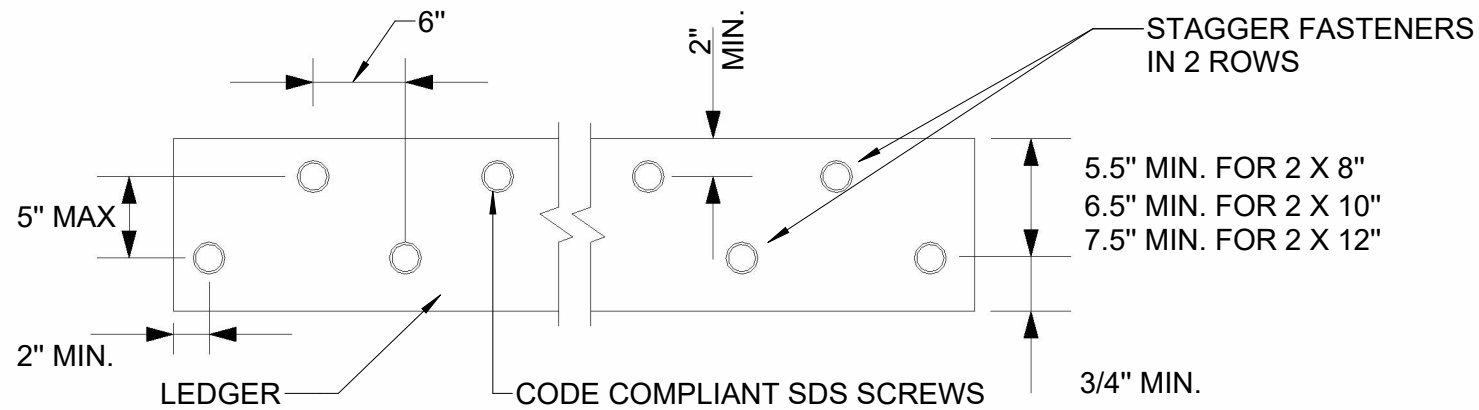 6"
2"
MIN.
STAGGER FASTENERS
IN 2 ROWS
5" MAX
5.5" MIN. FOR 2 X 8"
6.5" MIN. FOR 2 X 10"
7.5" MIN. FOR 2 X 12"
2" MIN.
LEDGER
CODE COMPLIANT SDS SCREWS
3/4" MIN.